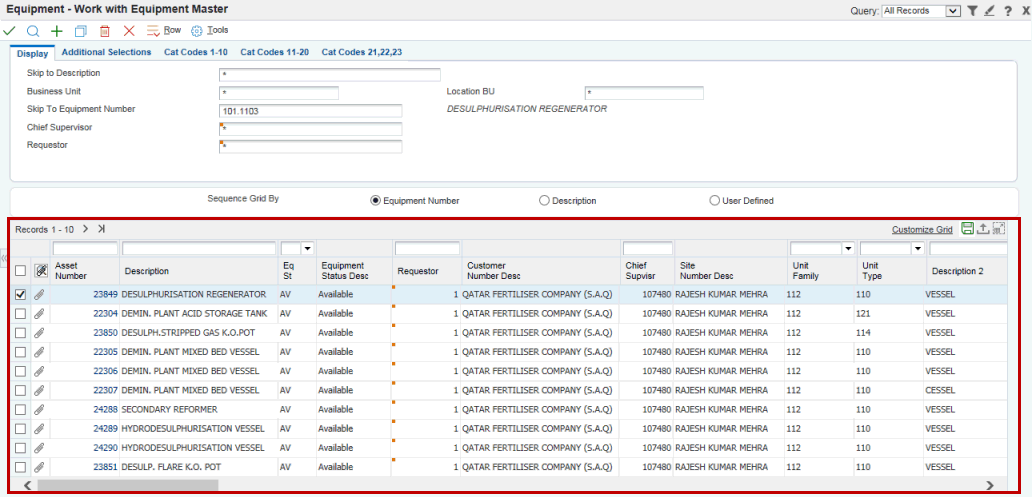 Equipment - Work with Equipment Master
Query: All Records
? X
Row Tools
Display Additional Selections Cat Codes 1-10 Cat Codes 11-20 Cat Codes 21,22,23
Skip to Description *
Business Unit * Location BU *
Skip To Equipment Number 101.1103 DESULPHURISATION REGENERATOR
Chief Supervisor *
Requestor *
Sequence Grid By Equipment Number Description User Defined
Records 1 - 10 Customize Grid
Asset Number Description Eq St Equipment Status Desc Requestor Customer Number Desc Chief Supvisr Site Number Desc Unit Family Unit Type Description 2
23849 DESULPHURISATION REGENERATOR AV Available 1 QATAR FERTILISER COMPANY (S.A.Q) 107480 RAJESH KUMAR MEHRA 112 110 VESSEL
22304 DEMIN. PLANT ACID STORAGE TANK AV Available 1 QATAR FERTILISER COMPANY (S.A.Q) 107480 RAJESH KUMAR MEHRA 112 121 VESSEL
23850 DESULPH.STRIPPED GAS K.O.POT AV Available 1 QATAR FERTILISER COMPANY (S.A.Q) 107480 RAJESH KUMAR MEHRA 112 114 VESSEL
22305 DEMIN. PLANT MIXED BED VESSEL AV Available 1 QATAR FERTILISER COMPANY (S.A.Q) 107480 RAJESH KUMAR MEHRA 112 110 VESSEL
22306 DEMIN. PLANT MIXED BED VESSEL AV Available 1 QATAR FERTILISER COMPANY (S.A.Q) 107480 RAJESH KUMAR MEHRA 112 110 VESSEL
22307 DEMIN. PLANT MIXED BED VESSEL AV Available 1 QATAR FERTILISER COMPANY (S.A.Q) 107480 RAJESH KUMAR MEHRA 112 110 CESSEL
24288 SECONDARY REFORMER AV Available 1 QATAR FERTILISER COMPANY (S.A.Q) 107480 RAJESH KUMAR MEHRA 112 110 VESSEL
24289 HYDRODESULPHURISATION VESSEL AV Available 1 QATAR FERTILISER COMPANY (S.A.Q) 107480 RAJESH KUMAR MEHRA 112 110 VESSEL
24290 HYDRODESULPHURISATION VESSEL AV Available 1 QATAR FERTILISER COMPANY (S.A.Q) 107480 RAJESH KUMAR MEHRA 112 110 VESSEL
23851 DESULP. FLARE K.O. POT AV Available 1 QATAR FERTILISER COMPANY (S.A.Q) 107480 RAJESH KUMAR MEHRA 112 110 VESSEL